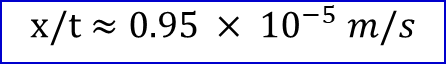 x/t ≈ 0.95 × 10⁻⁵ m/s